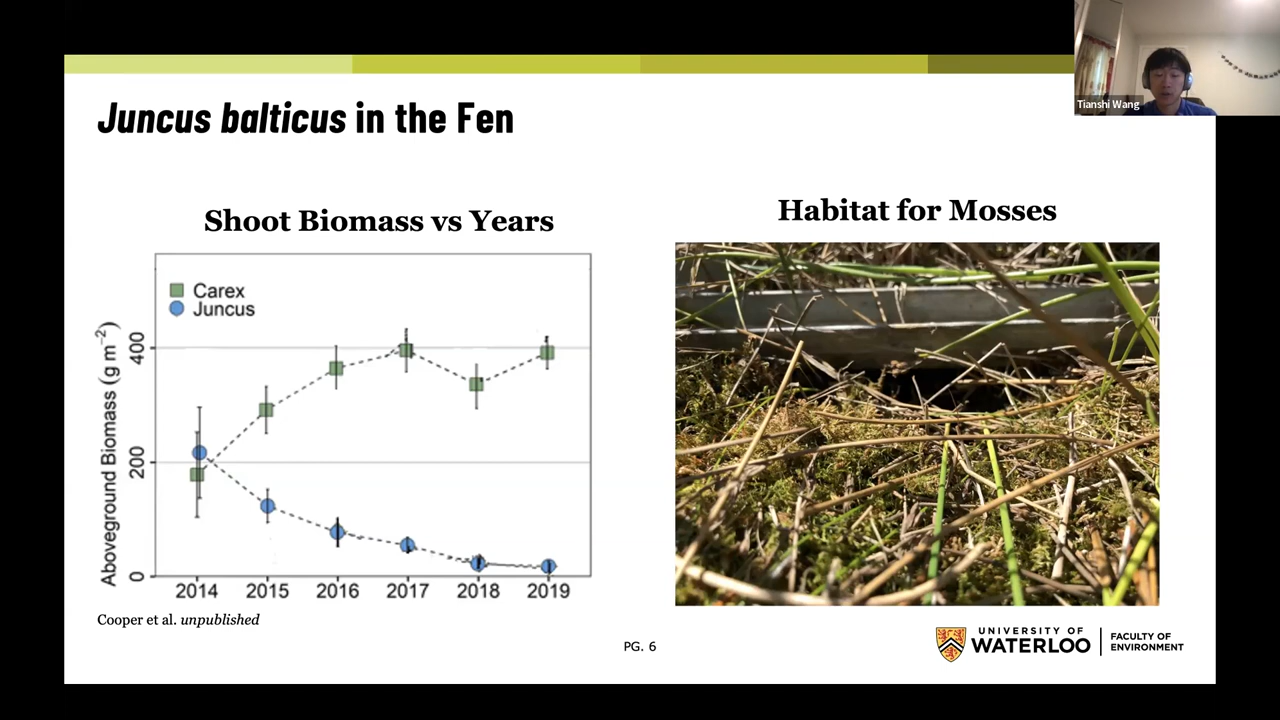 Tianshi Wang
Juncus balticus in the Fen
Shoot Biomass vs Years
Carex
Juncus
Aboveground Biomass (g m⁻²)
400
200
0
2014 2015 2016 2017 2018 2019
Cooper et al. unpublished
Habitat for Mosses
PG. 6
UNIVERSITY OF
WATERLOO
FACULTY OF
ENVIRONMENT